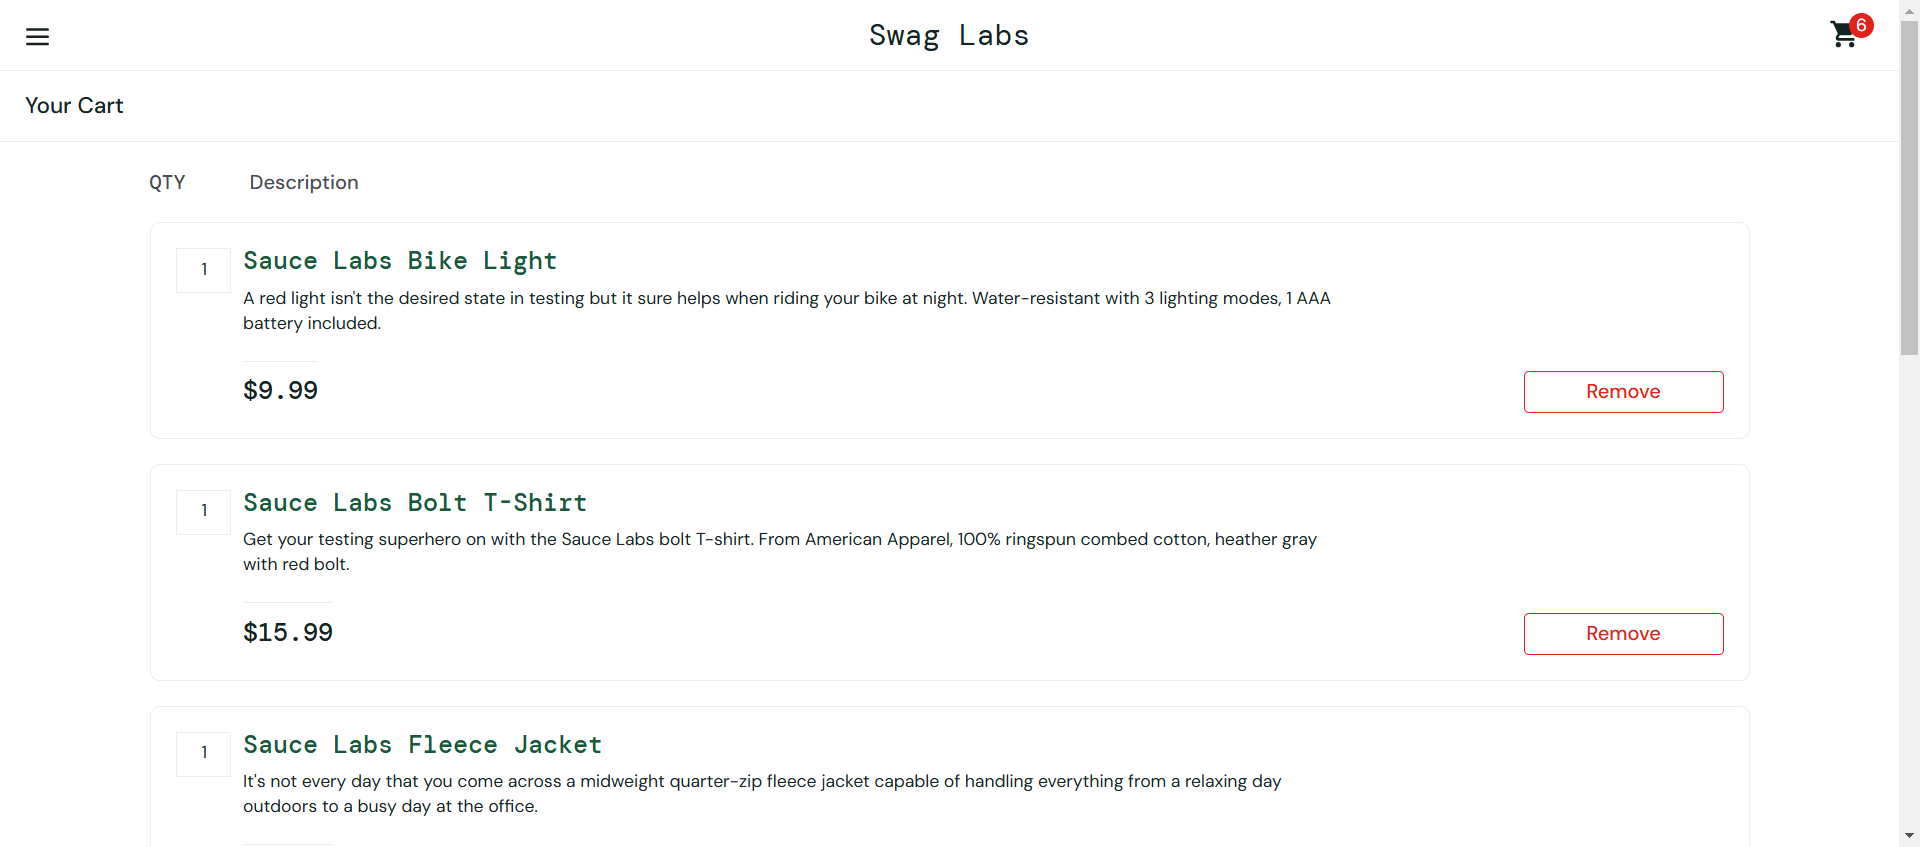 Swag Labs
6
Your Cart
QTY Description
1
Sauce Labs Bike Light
A red light isn't the desired state in testing but it sure helps when riding your bike at night. Water-resistant with 3 lighting modes, 1 AAA
battery included.
$9.99
Remove
1
Sauce Labs Bolt T-Shirt
Get your testing superhero on with the Sauce Labs bolt T-shirt. From American Apparel, 100% ringspun combed cotton, heather gray
with red bolt.
$15.99
Remove
1
Sauce Labs Fleece Jacket
It's not every day that you come across a midweight quarter-zip fleece jacket capable of handling everything from a relaxing day
outdoors to a busy day at the office.